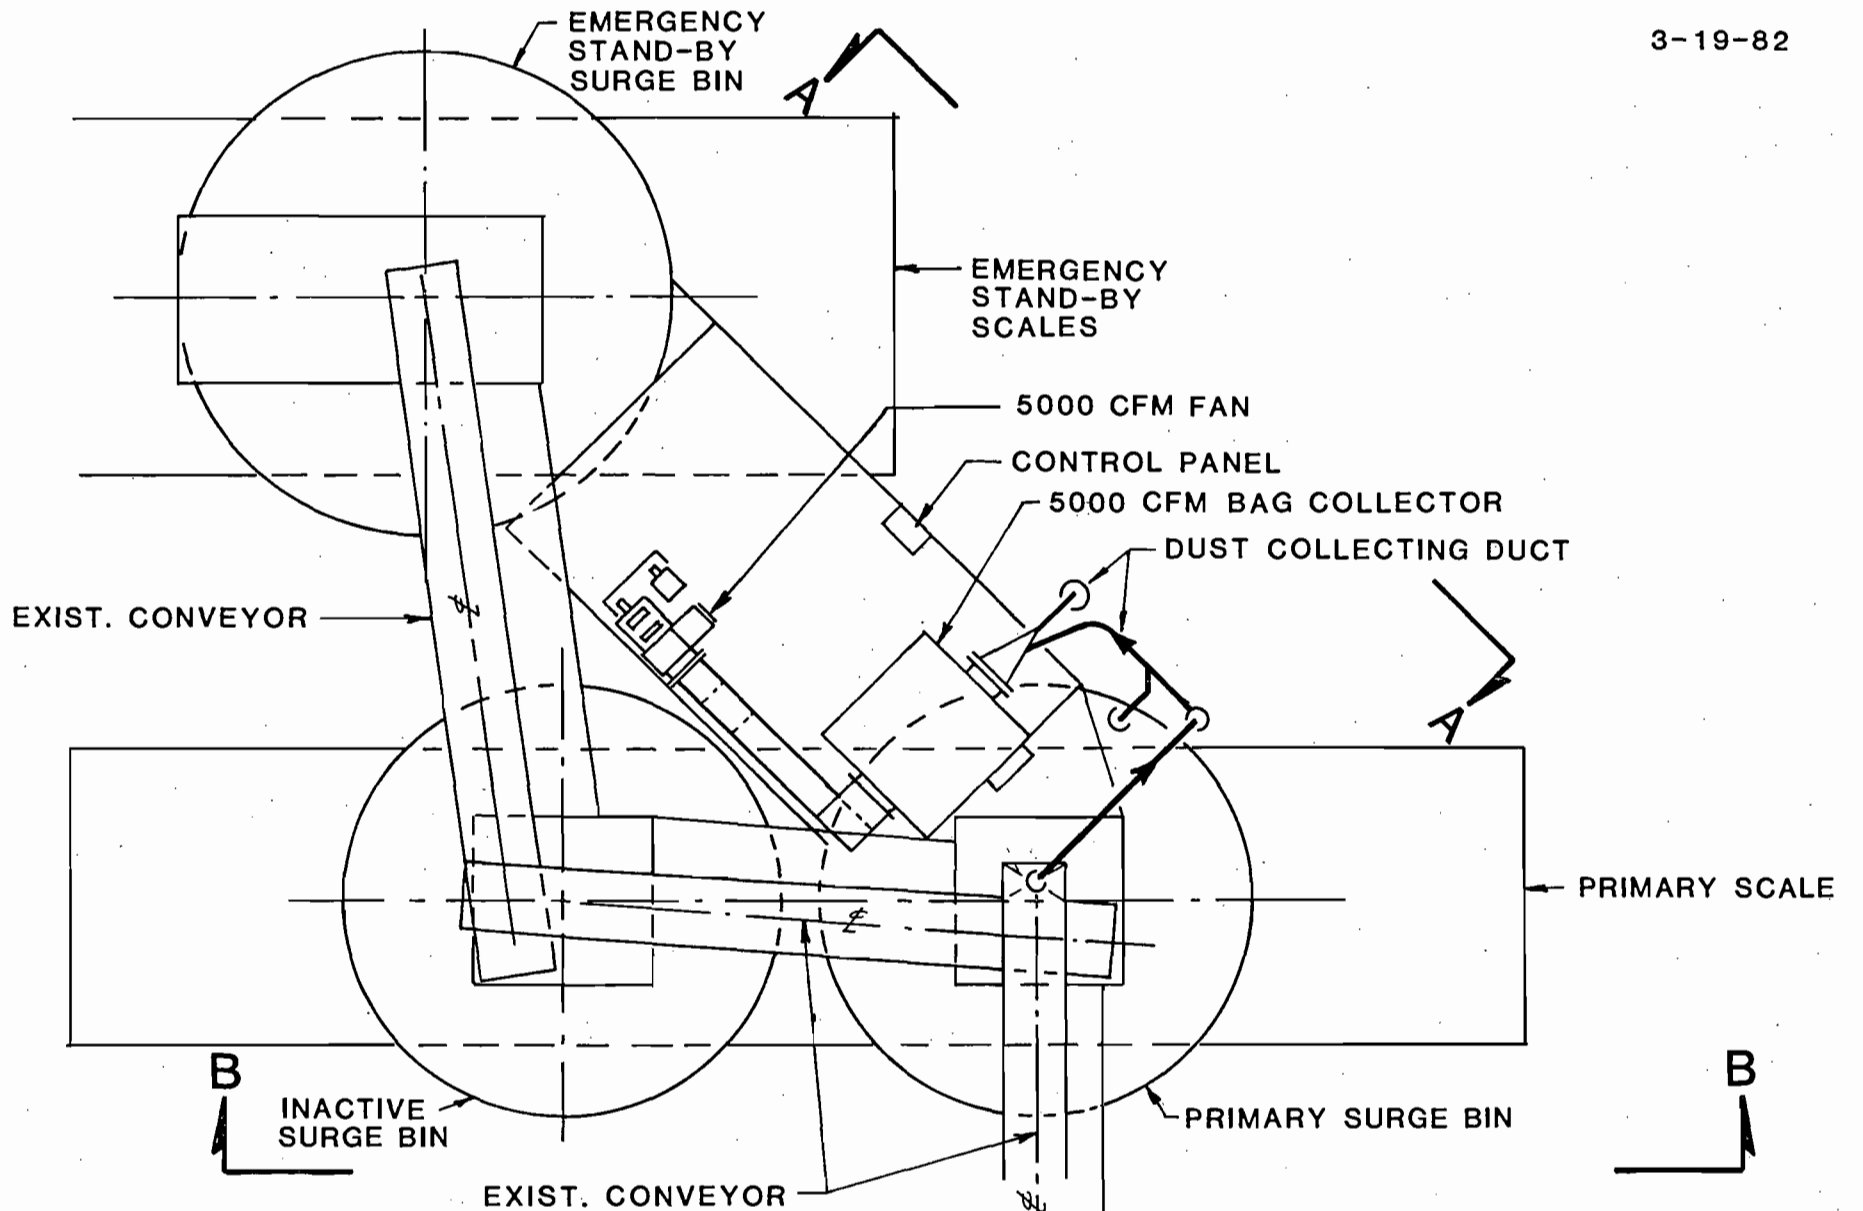 3-19-82
EMERGENCY
STAND-BY
SURGE BIN
A
EMERGENCY
STAND-BY
SCALES
5000 CFM FAN
CONTROL PANEL
5000 CFM BAG COLLECTOR
DUST COLLECTING DUCT
EXIST. CONVEYOR
A
PRIMARY SCALE
B
B
INACTIVE
SURGE BIN
PRIMARY SURGE BIN
EXIST. CONVEYOR